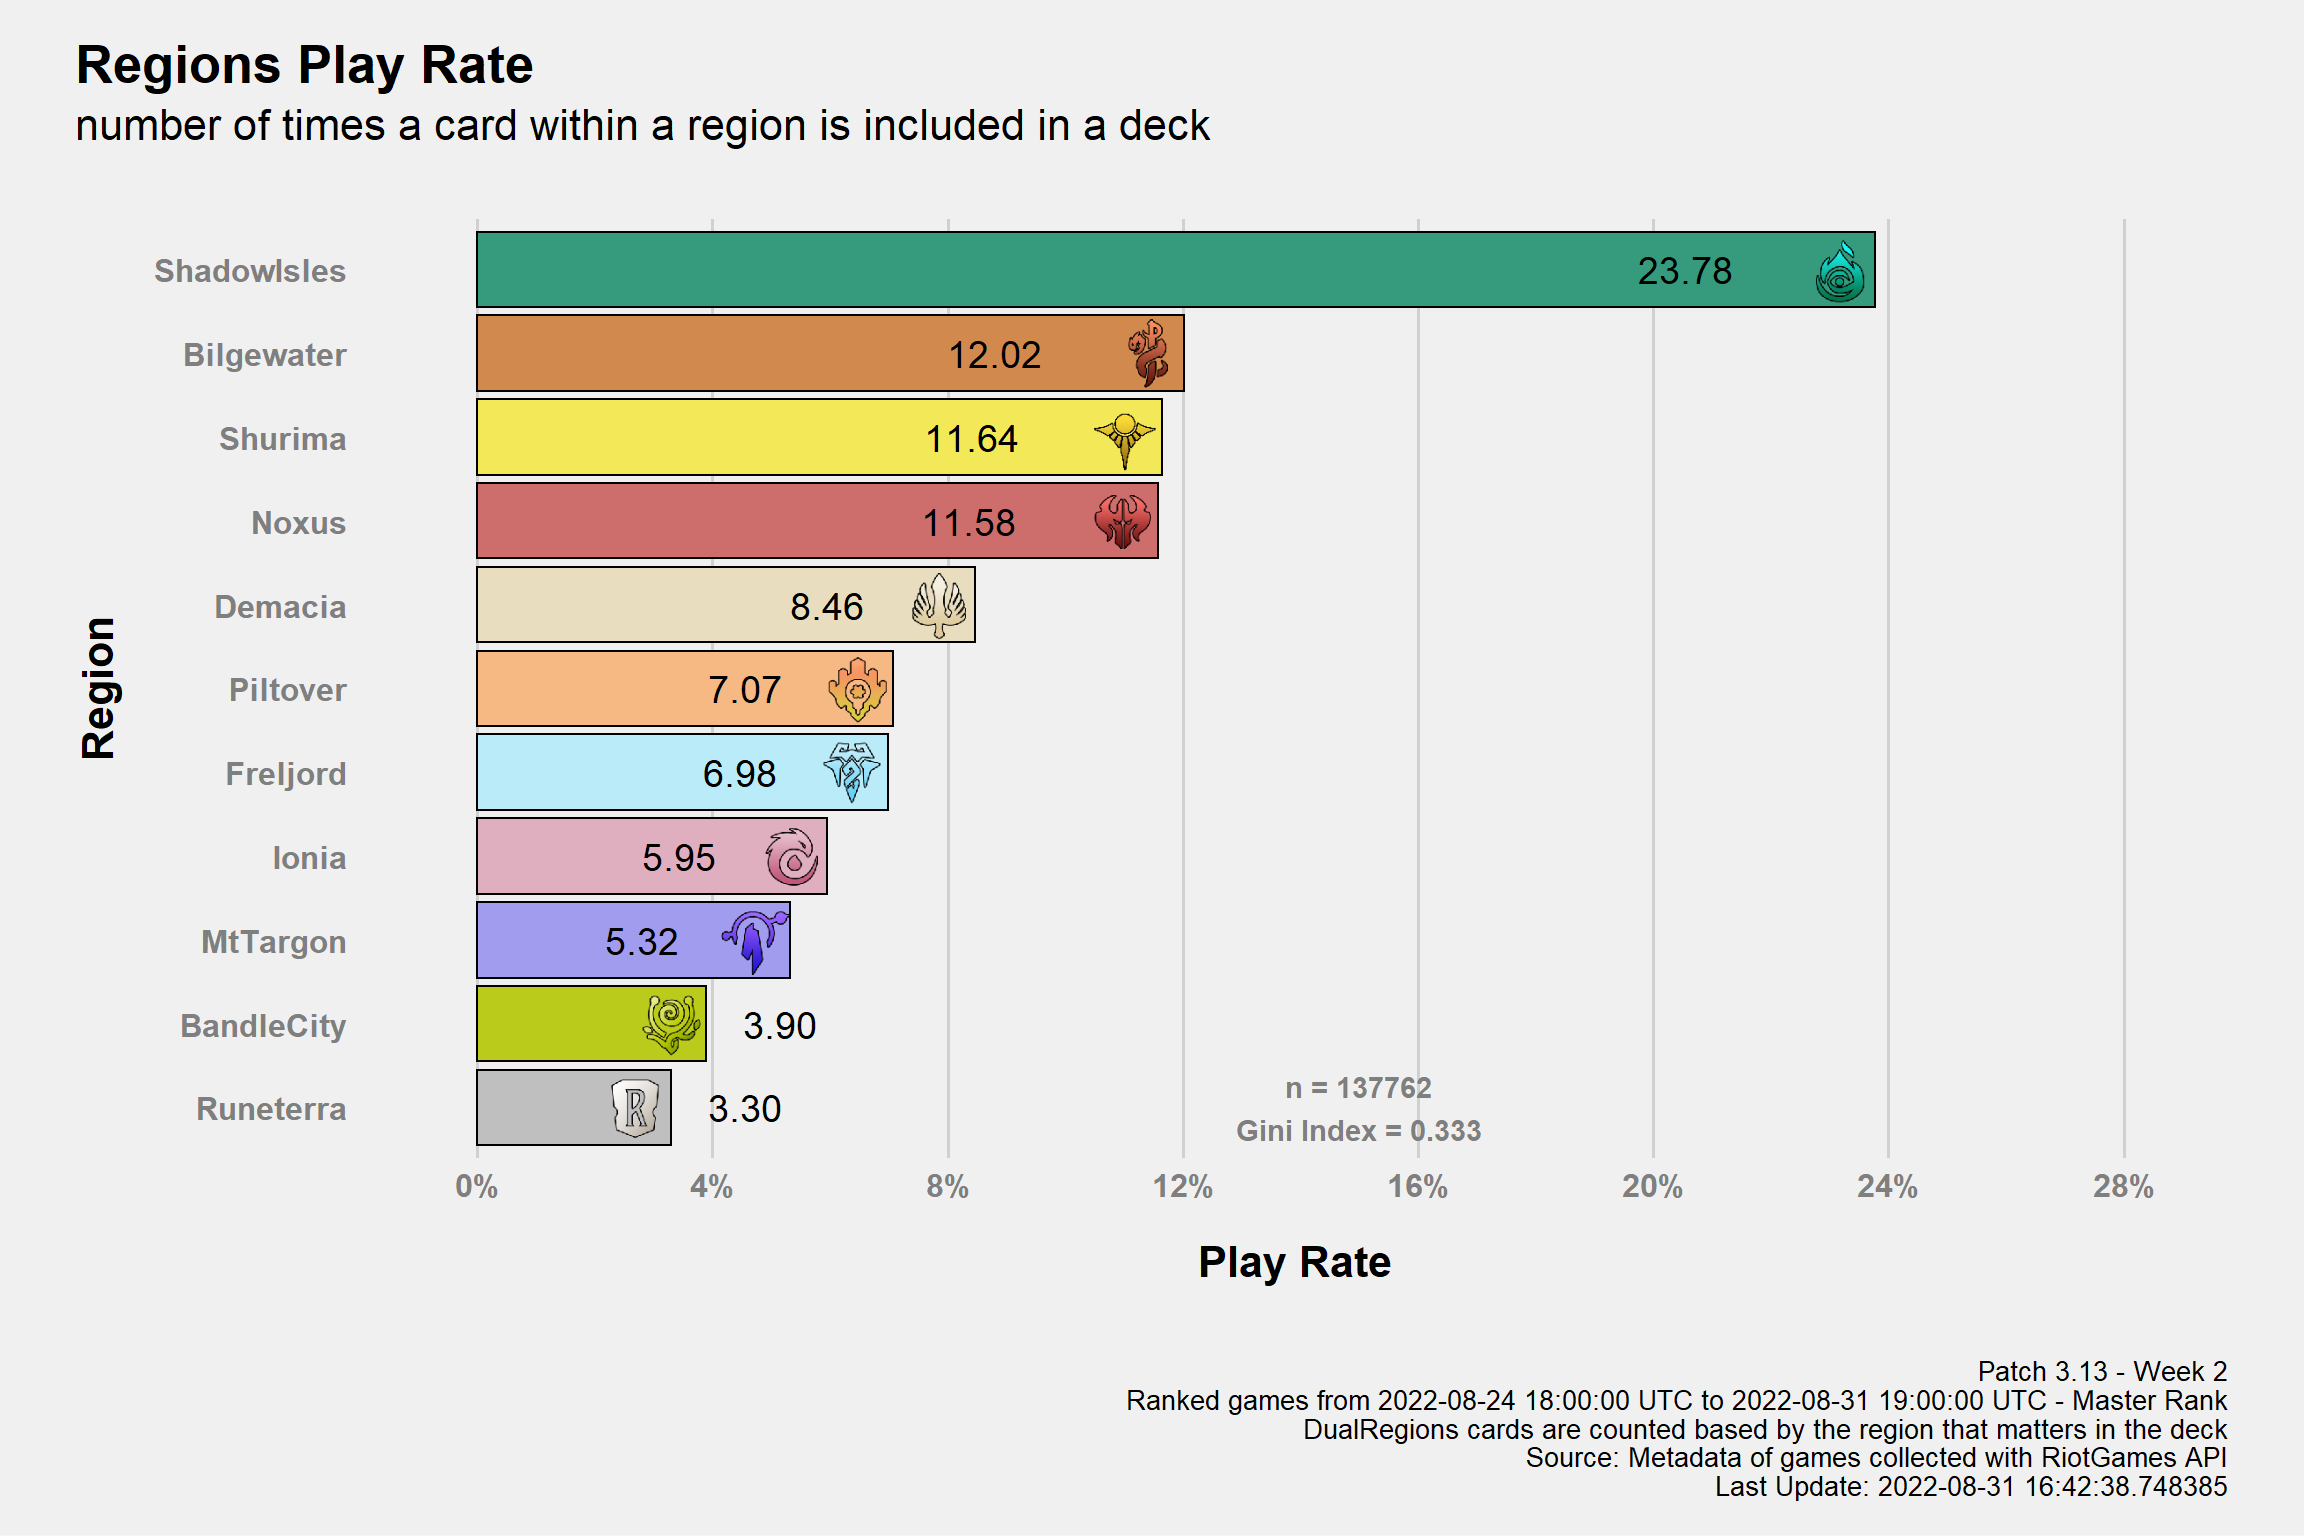 Regions Play Rate
number of times a card within a region is included in a deck
Region
ShadowIsles 23.78
Bilgewater 12.02
Shurima 11.64
Noxus 11.58
Demacia 8.46
Piltover 7.07
Freljord 6.98
Ionia 5.95
MtTargon 5.32
BandleCity 3.90
Runeterra R 3.30
n = 137762
Gini Index = 0.333
0% 4% 8% 12% 16% 20% 24% 28%
Play Rate
Patch 3.13 - Week 2
Ranked games from 2022-08-24 18:00:00 UTC to 2022-08-31 19:00:00 UTC - Master Rank
DualRegions cards are counted based by the region that matters in the deck
Source: Metadata of games collected with RiotGames API
Last Update: 2022-08-31 16:42:38.748385